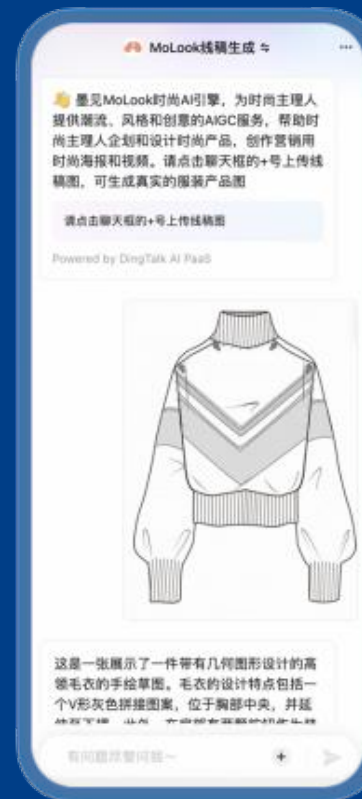 MoLook线稿生成
👋 墨见MoLook时尚AI引擎，为时尚主理人
提供潮流、风格和创意的AIGC服务，帮助时
尚主理人企划和设计时尚产品，创作营销用
时尚海报和视频。请点击聊天框的+号上传线
稿图，可生成真实的服装产品图
请点击聊天框的+号上传线稿图
Powered by DingTalk AI PaaS
这是一张展示了一件带有几何图形设计的高
领毛衣的手绘草图。毛衣的设计特点包括一
个V形灰色拼接图案，位于胸部中央，并延